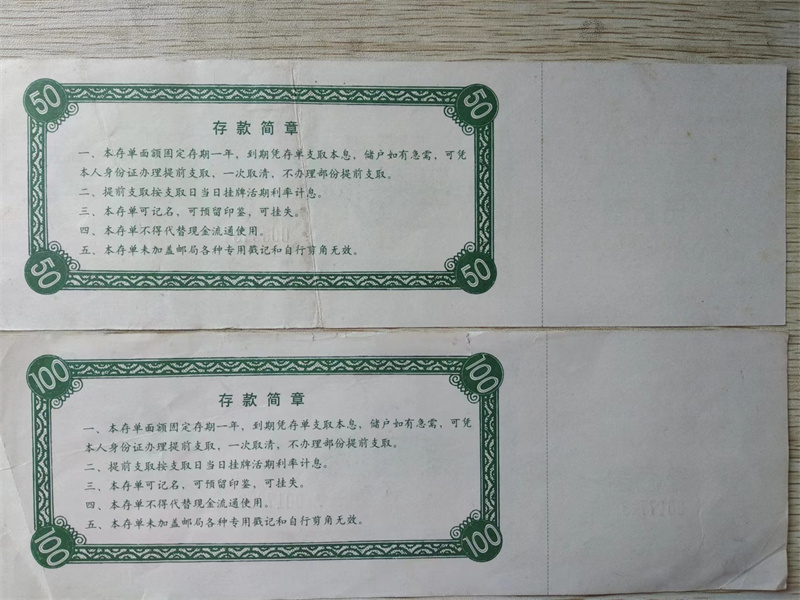 50 50
存款简章
一、本存单面额固定存期一年，到期凭存单支取本息，储户如有急需，可凭
本人身份证办理提前支取，一次取清，不办理部份提前支取。
二、提前支取按支取日当日挂牌活期利率计息。
三、本存单可记名，可预留印鉴，可挂失。
四、本存单不得代替现金流通使用。
五、本存单未加盖邮局各种专用戳记和自行剪角无效。
50 50
100 100
存款简章
一、本存单面额固定存期一年，到期凭存单支取本息，储户如有急需，可凭
本人身份证办理提前支取，一次取清，不办理部份提前支取。
二、提前支取按支取日当日挂牌活期利率计息。
三、本存单可记名，可预留印鉴，可挂失。
四、本存单不得代替现金流通使用。
五、本存单未加盖邮局各种专用戳记和自行剪角无效。
100 100